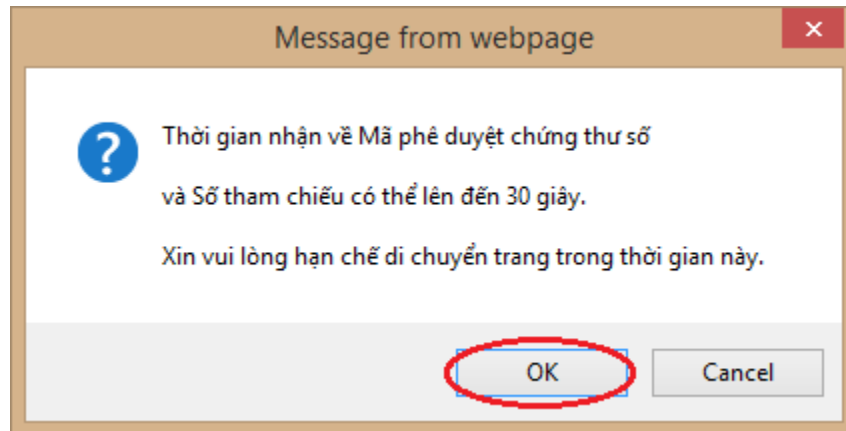 Message from webpage
Thời gian nhận về Mã phê duyệt chứng thư số
và Số tham chiếu có thể lên đến 30 giây.
Xin vui lòng hạn chế di chuyển trang trong thời gian này.
OK Cancel